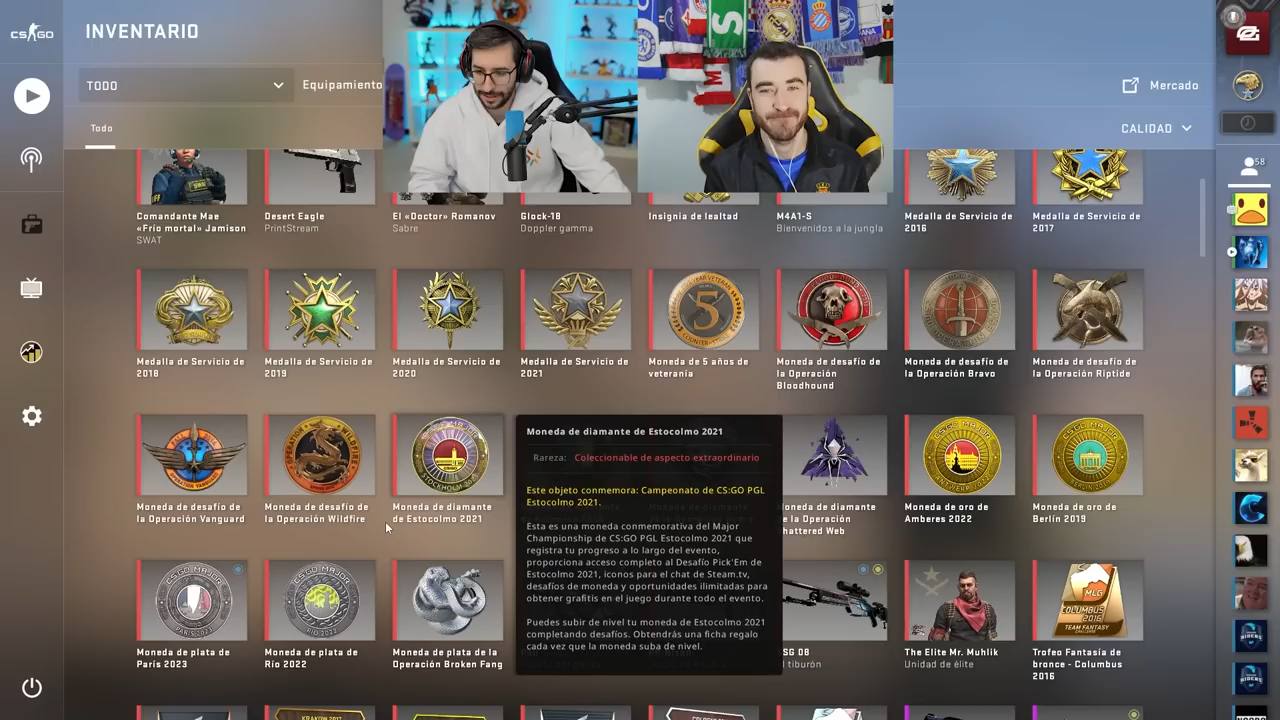 CS GO
INVENTARIO
TODO
Equipamiento
Mercado
Todo
CALIDAD
58
Comandante Mae
«Frío mortal» Jamison
SWAT
Desert Eagle
PrintStream
El «Doctor» Romanov
Sabre
Glock-18
Doppler gamma
Insignia de lealtad
M4A1-S
Bienvenidos a la jungla
Medalla de Servicio de
2016
Medalla de Servicio de
2017
Medalla de Servicio de
2018
Medalla de Servicio de
2019
Medalla de Servicio de
2020
Medalla de Servicio de
2021
5
Moneda de 5 años de
veteranía
Moneda de desafío de
la Operación
Bloodhound
Moneda de desafío de
la Operación Bravo
Moneda de desafío de
la Operación Riptide
Moneda de desafío de
la Operación Vanguard
Moneda de desafío de
la Operación Wildfire
Moneda de diamante
de Estocolmo 2021
Moneda de diamante de Estocolmo 2021
Rareza: Coleccionable de aspecto extraordinario
Este objeto conmemora: Campeonato de CS:GO PGL
Estocolmo 2021.
Esta es una moneda conmemorativa del Major
Championship de CS:GO PGL Estocolmo 2021 que
registra tu progreso a lo largo del evento,
proporciona acceso completo al Desafío Pick'Em de
Estocolmo 2021, iconos para el chat de Steam.tv,
desafíos de moneda y oportunidades ilimitadas para
obtener grafitis en el juego durante todo el evento.
Puedes subir de nivel tu moneda de Estocolmo 2021
completando desafíos. Obtendrás una ficha regalo
cada vez que la moneda suba de nivel.
Moneda de diamante
de la Operación
hattered Web
Moneda de oro de
Amberes 2022
Moneda de oro de
Berlín 2019
Moneda de plata de
París 2023
Moneda de plata de
Río 2022
Moneda de plata de la
Operación Broken Fang
SG 08
l tiburón
The Elite Mr. Muhlik
Unidad de élite
MLG
COLUMBUS
2016
TEAM FANTASY
Trofeo Fantasía de
bronce - Columbus
2016